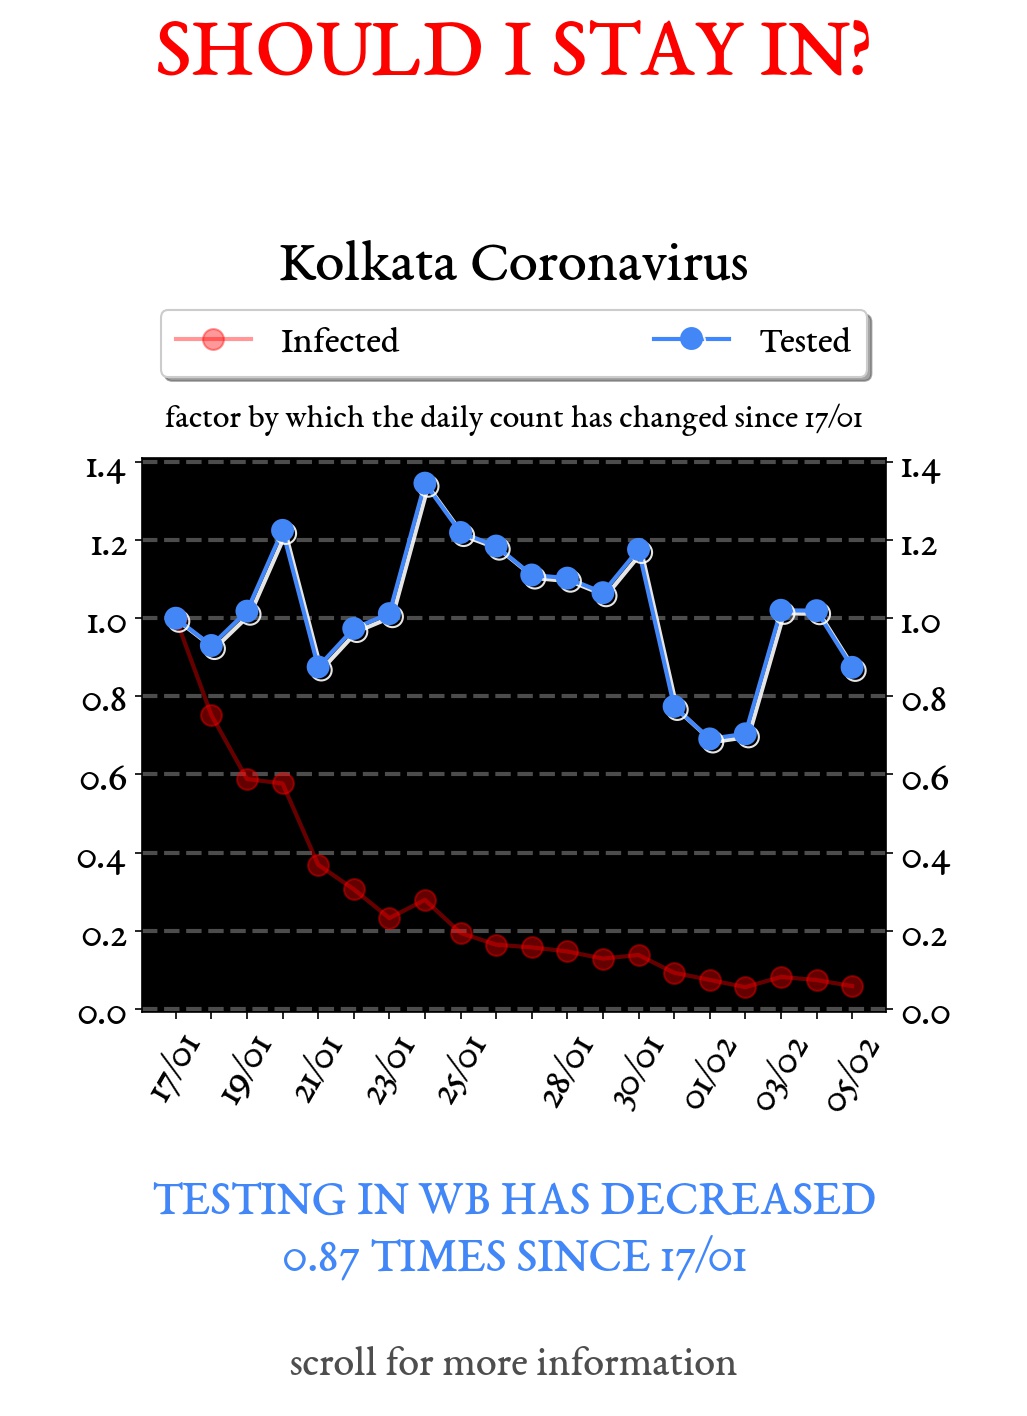 SHOULD I STAY IN?
Kolkata Coronavirus
Infected Tested
factor by which the daily count has changed since 17/01
1.4 1.4
1.2 1.2
1.0 1.0
0.8 0.8
0.6 0.6
0.4 0.4
0.2 0.2
0.0 0.0
17/01 19/01 21/01 23/01 25/01 28/01 30/01 01/02 03/02 05/02
TESTING IN WB HAS DECREASED
0.87 TIMES SINCE 17/01
scroll for more information